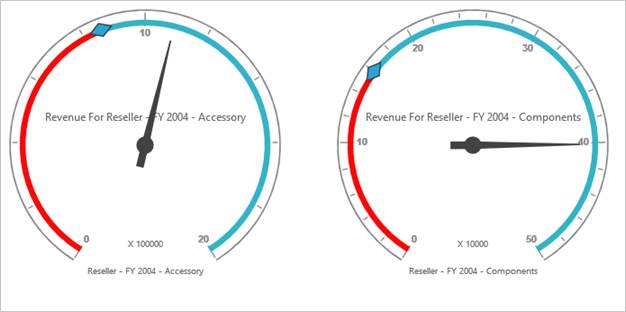 10
Revenue For Reseller - FY 2004 - Accessory
0
20
X 100000
Reseller - FY 2004 - Accessory
20
30
Revenue For Reseller - FY 2004 - Components
10
40
0
50
X 10000
Reseller - FY 2004 - Components